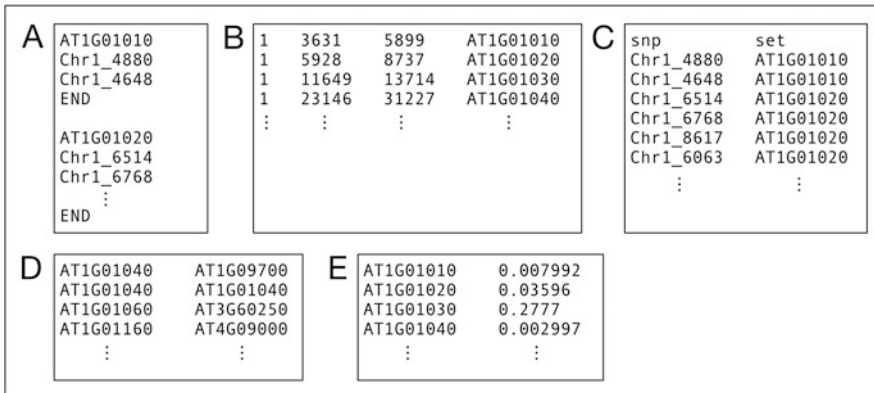 A
AT1G01010
Chr1_4880
Chr1_4648
END
AT1G01020
Chr1_6514
Chr1_6768
⋮
END
B
1 3631 5899 AT1G01010
1 5928 8737 AT1G01020
1 11649 13714 AT1G01030
1 23146 31227 AT1G01040
⋮ ⋮ ⋮ ⋮
C
snp set
Chr1_4880 AT1G01010
Chr1_4648 AT1G01010
Chr1_6514 AT1G01020
Chr1_6768 AT1G01020
Chr1_8617 AT1G01020
Chr1_6063 AT1G01020
⋮ ⋮
D
AT1G01040 AT1G09700
AT1G01040 AT1G01040
AT1G01060 AT3G60250
AT1G01160 AT4G09000
⋮ ⋮
E
AT1G01010 0.007992
AT1G01020 0.03596
AT1G01030 0.2777
AT1G01040 0.002997
⋮ ⋮